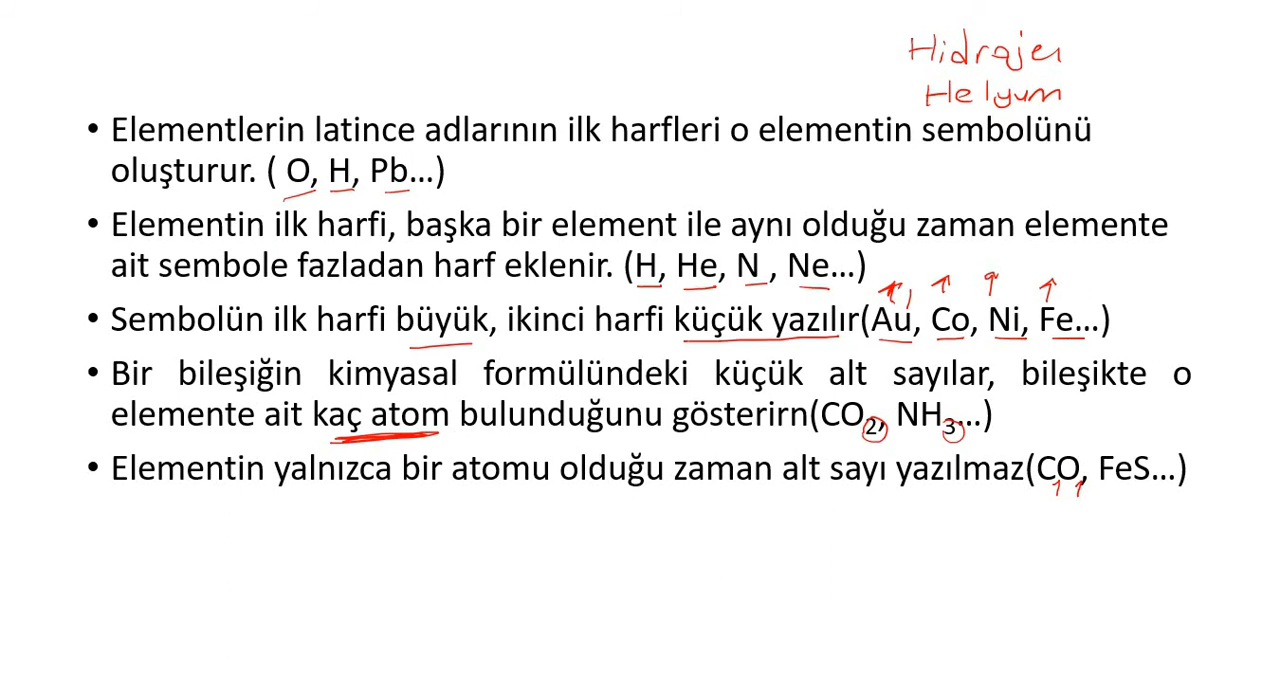 Hidrojen
Helyum
• Elementlerin latince adlarının ilk harfleri o elementin sembolünü
oluşturur. ( O, H, Pb...)
• Elementin ilk harfi, başka bir element ile aynı olduğu zaman elemente
ait sembole fazladan harf eklenir. (H, He, N , Ne...)
• Sembolün ilk harfi büyük, ikinci harfi küçük yazılır(Au, Co, Ni, Fe...)
• Bir bileşiğin kimyasal formülündeki küçük alt sayılar, bileşikte o
elemente ait kaç atom bulunduğunu gösterirn(CO₂, NH₃...)
• Elementin yalnızca bir atomu olduğu zaman alt sayı yazılmaz(CO, FeS...)
1 1